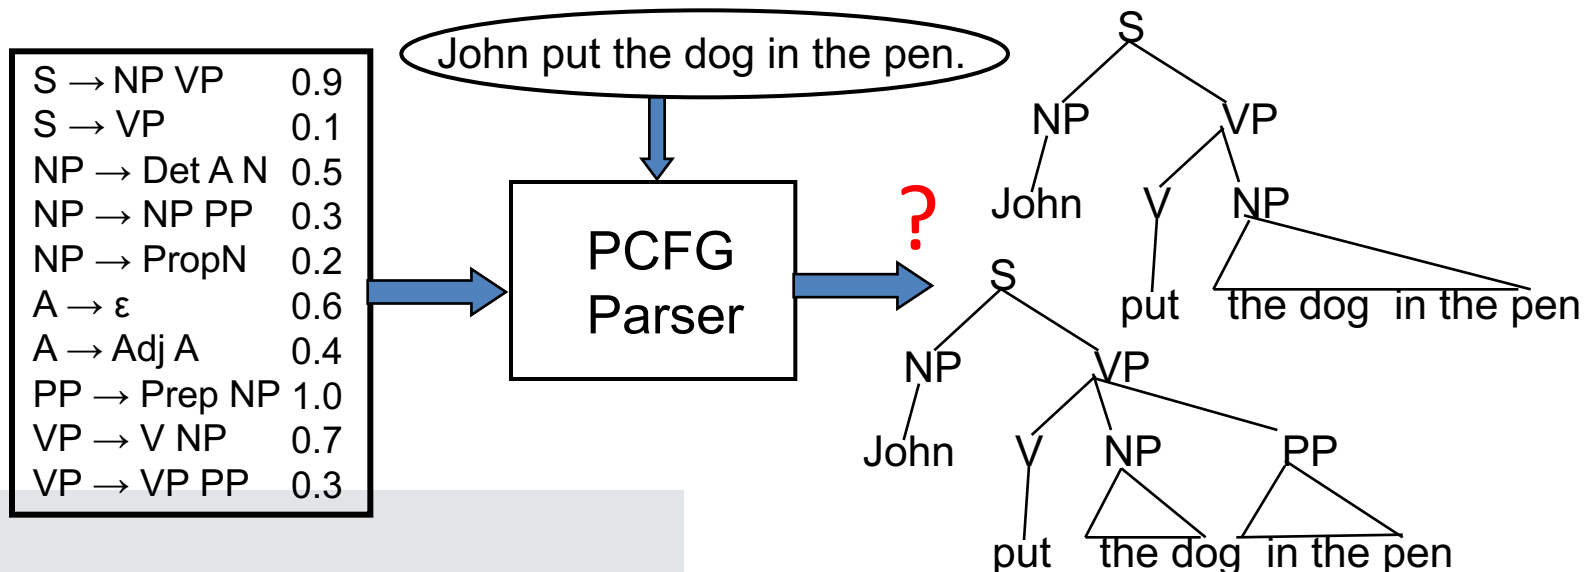 S → NP VP 0.9
S → VP 0.1
NP → Det A N 0.5
NP → NP PP 0.3
NP → PropN 0.2
A → ε 0.6
A → Adj A 0.4
PP → Prep NP 1.0
VP → V NP 0.7
VP → VP PP 0.3
John put the dog in the pen.
PCFG
Parser
?
S
NP VP
John V NP
put the dog in the pen
S
NP VP
John V NP PP
put the dog in the pen